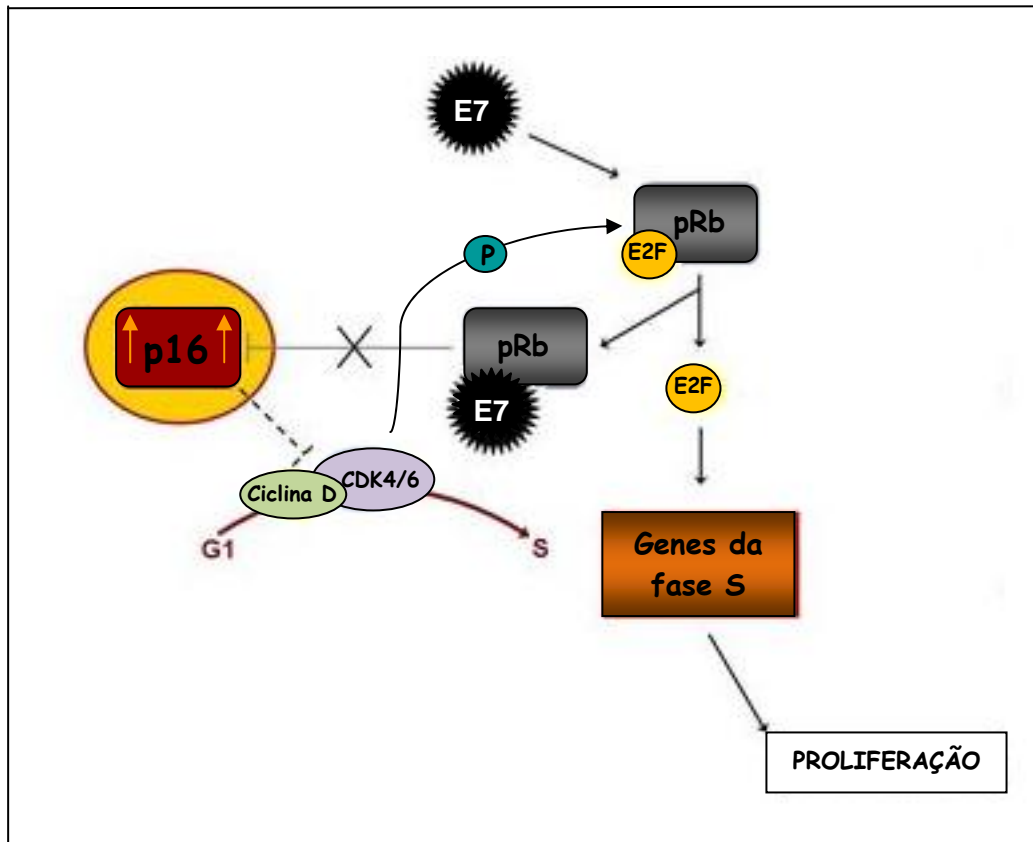 E7
pRb
E2F
P
p16
pRb
E7
E2F
CDK4/6
Ciclina D
G1
S
Genes da
fase S
PROLIFERAÇÃO